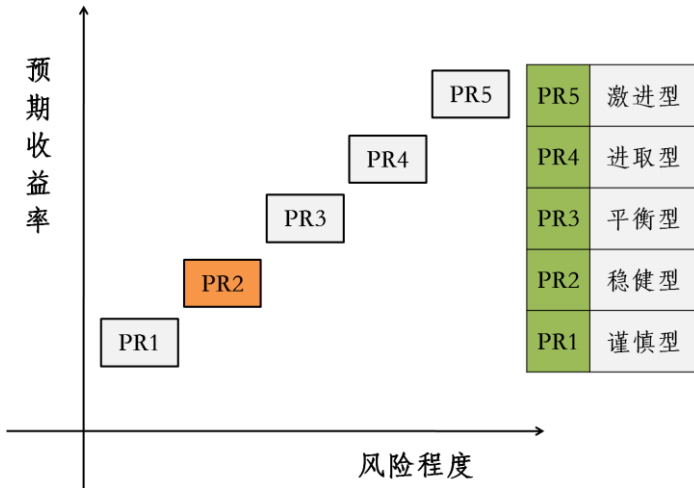 预期收益率
PR5
PR4
PR3
PR2
PR1
风险程度
PR5 激进型
PR4 进取型
PR3 平衡型
PR2 稳健型
PR1 谨慎型